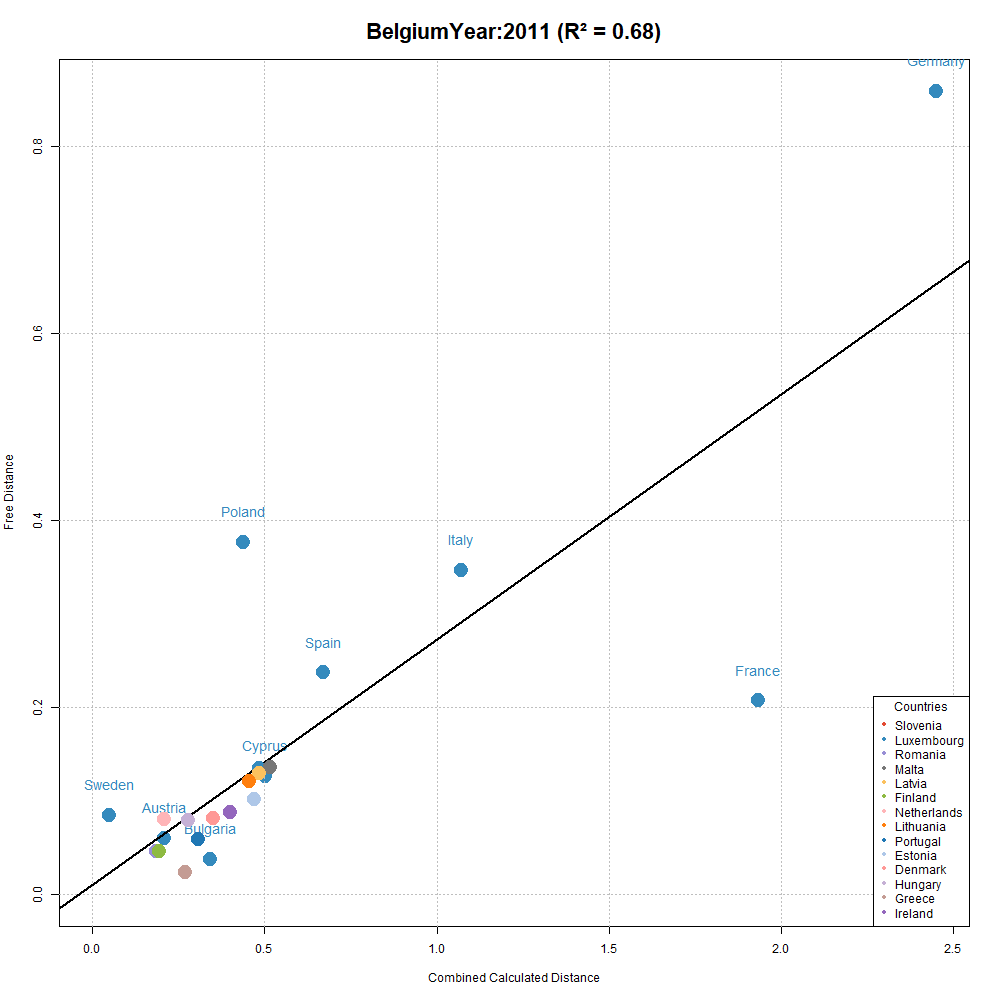 BelgiumYear:2011 (R² = 0.68)
Germany
0.8
0.6
Free Distance
0.4
Poland
Italy
Spain
France
0.2
Cyprus
Sweden
Austria
Bulgaria
0.0
Countries
Slovenia
Luxembourg
Romania
Malta
Latvia
Finland
Netherlands
Lithuania
Portugal
Estonia
Denmark
Hungary
Greece
Ireland
0.0 0.5 1.0 1.5 2.0 2.5
Combined Calculated Distance